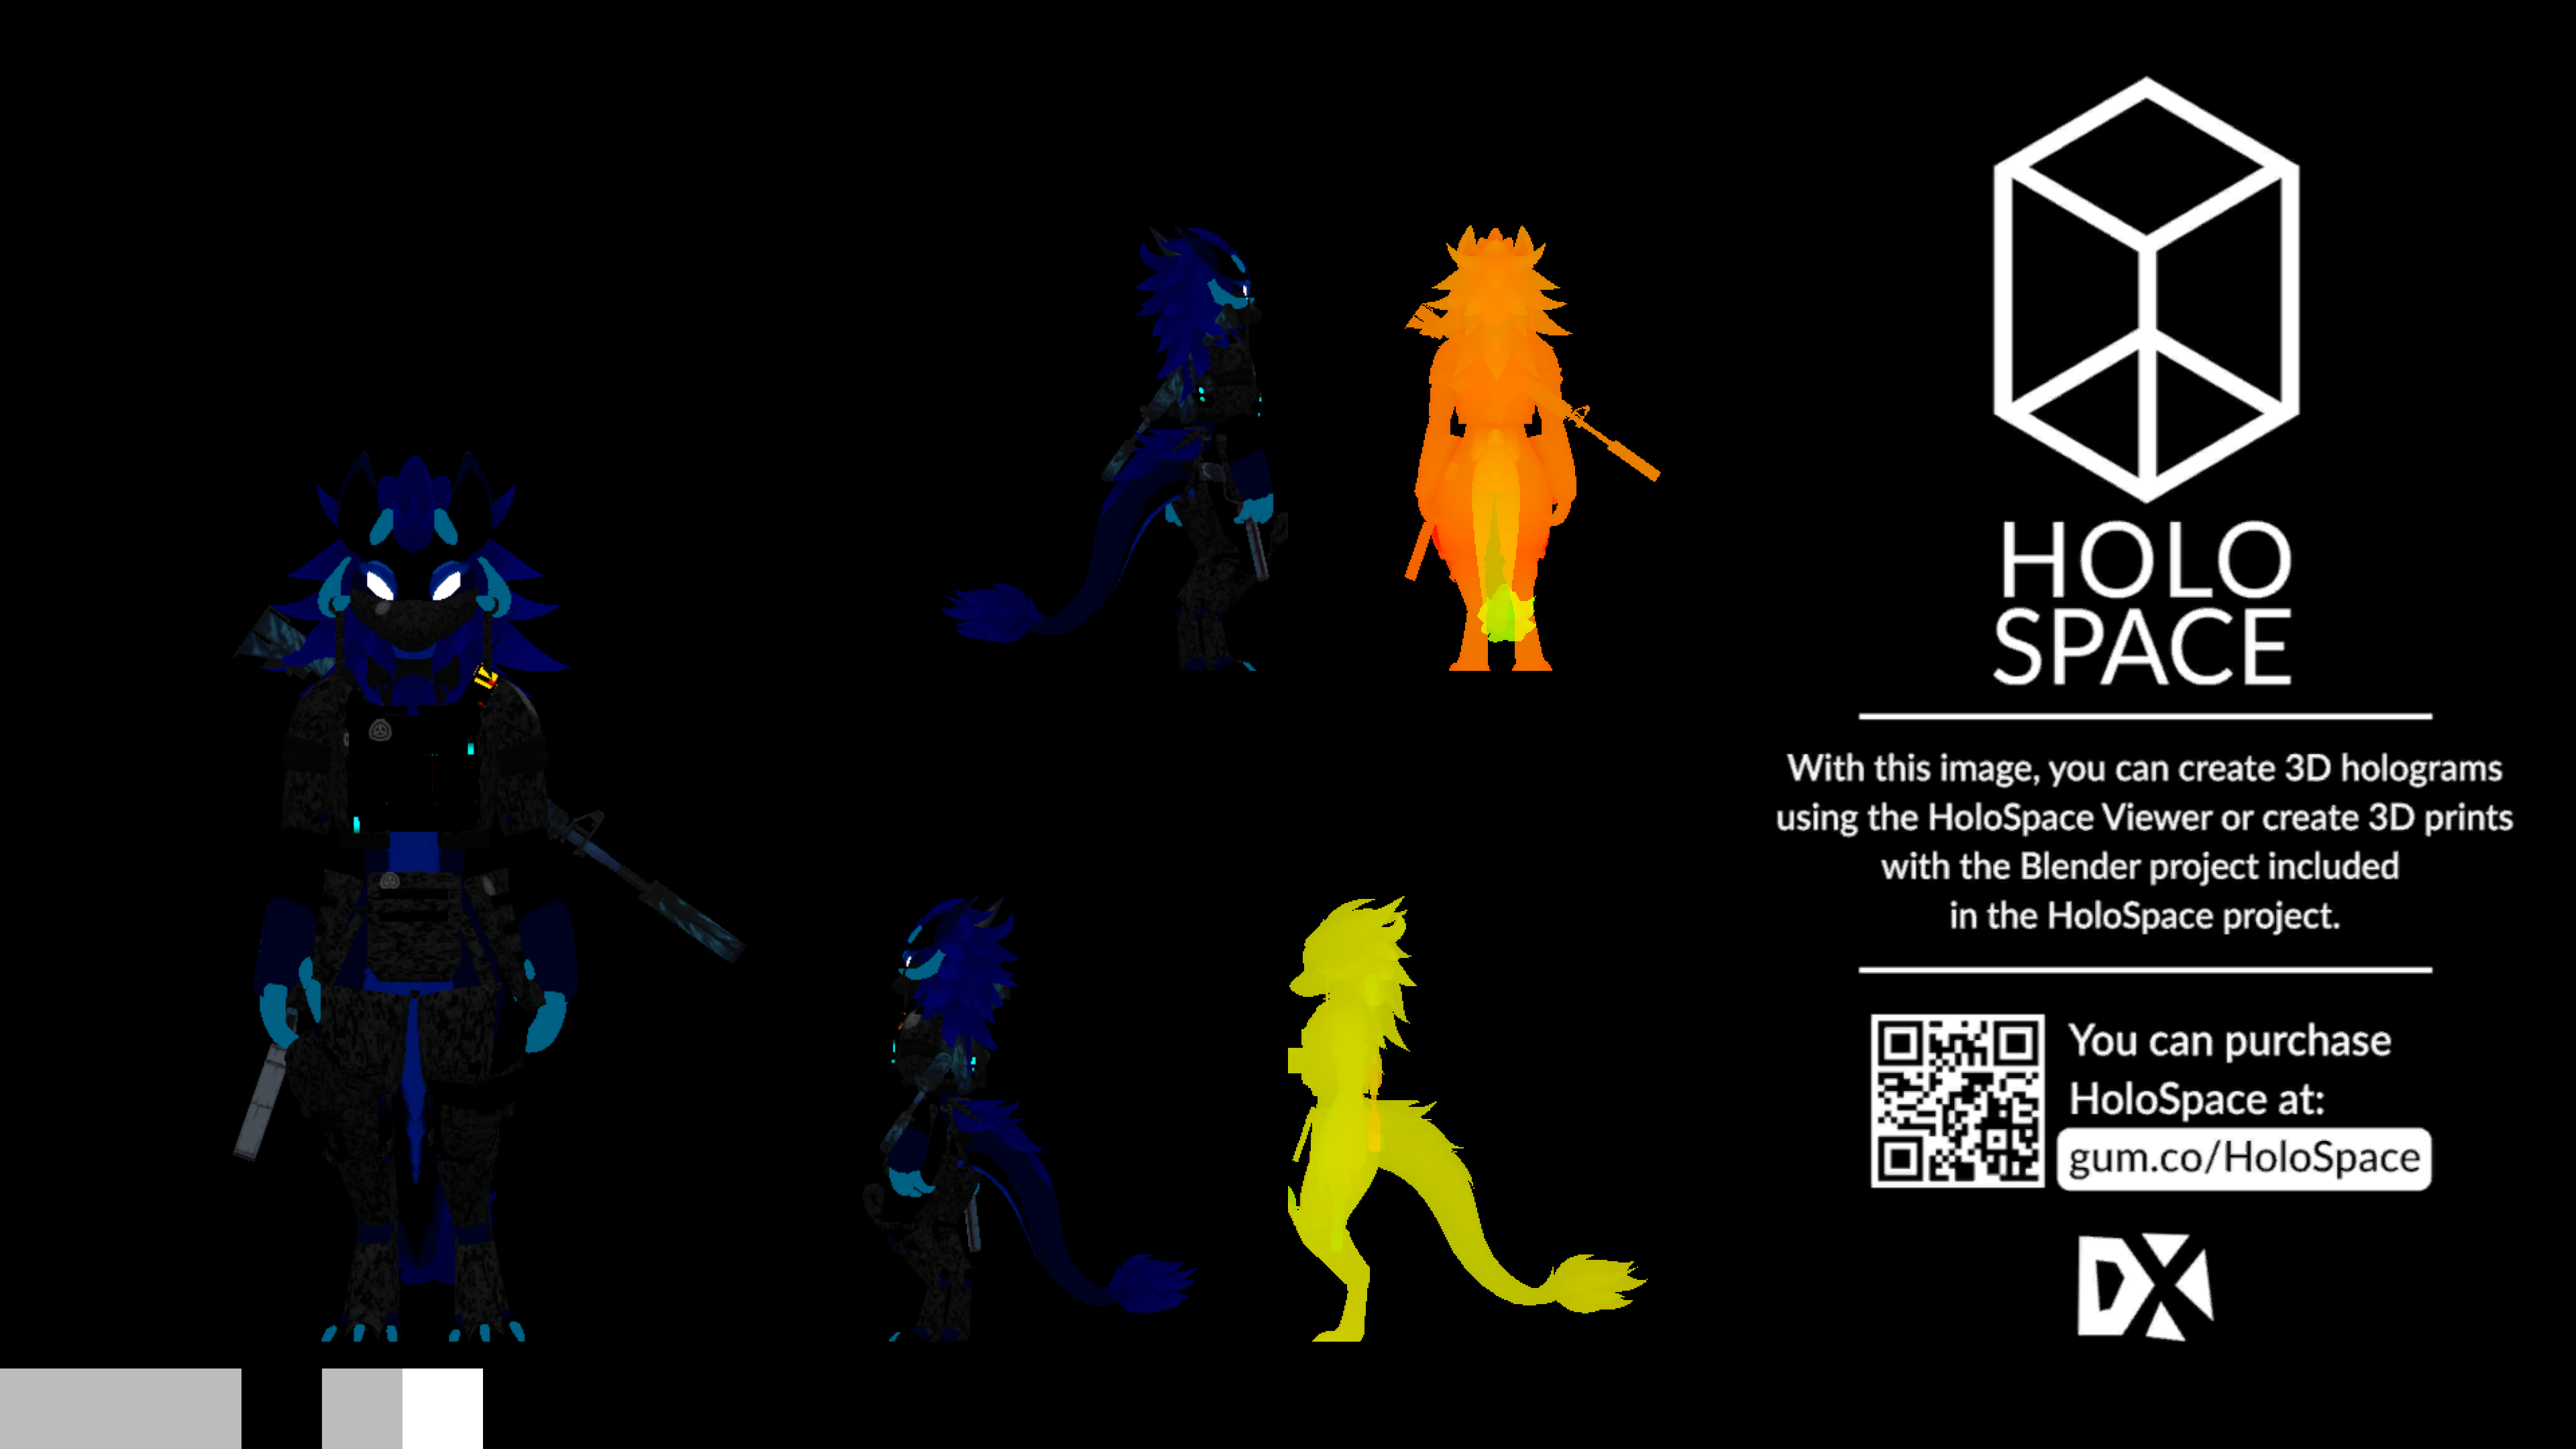 HOLO
SPACE
With this image, you can create 3D holograms
using the HoloSpace Viewer or create 3D prints
with the Blender project included
in the HoloSpace project.
You can purchase
HoloSpace at:
gum.co/HoloSpace
DX